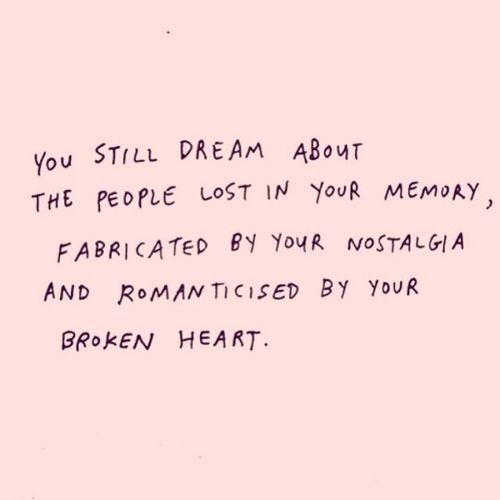 YOU STILL DREAM ABOUT
THE PEOPLE LOST IN YOUR MEMORY,
FABRICATED BY YOUR NOSTALGIA
AND ROMANTICISED BY YOUR
BROKEN HEART.